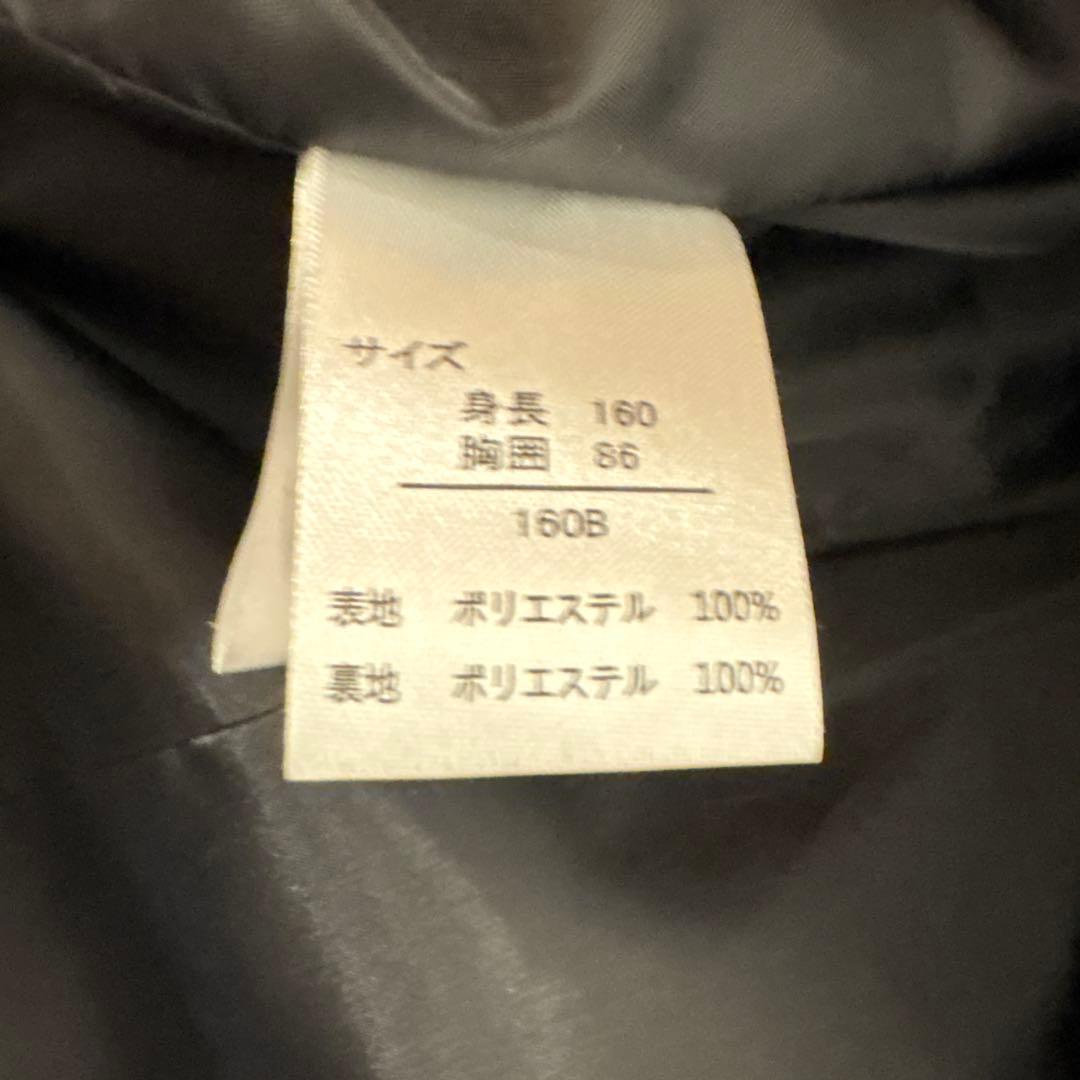 サイズ
身長 160
胸囲 86
160B
表地 ポリエステル 100%
裏地 ポリエステル 100%